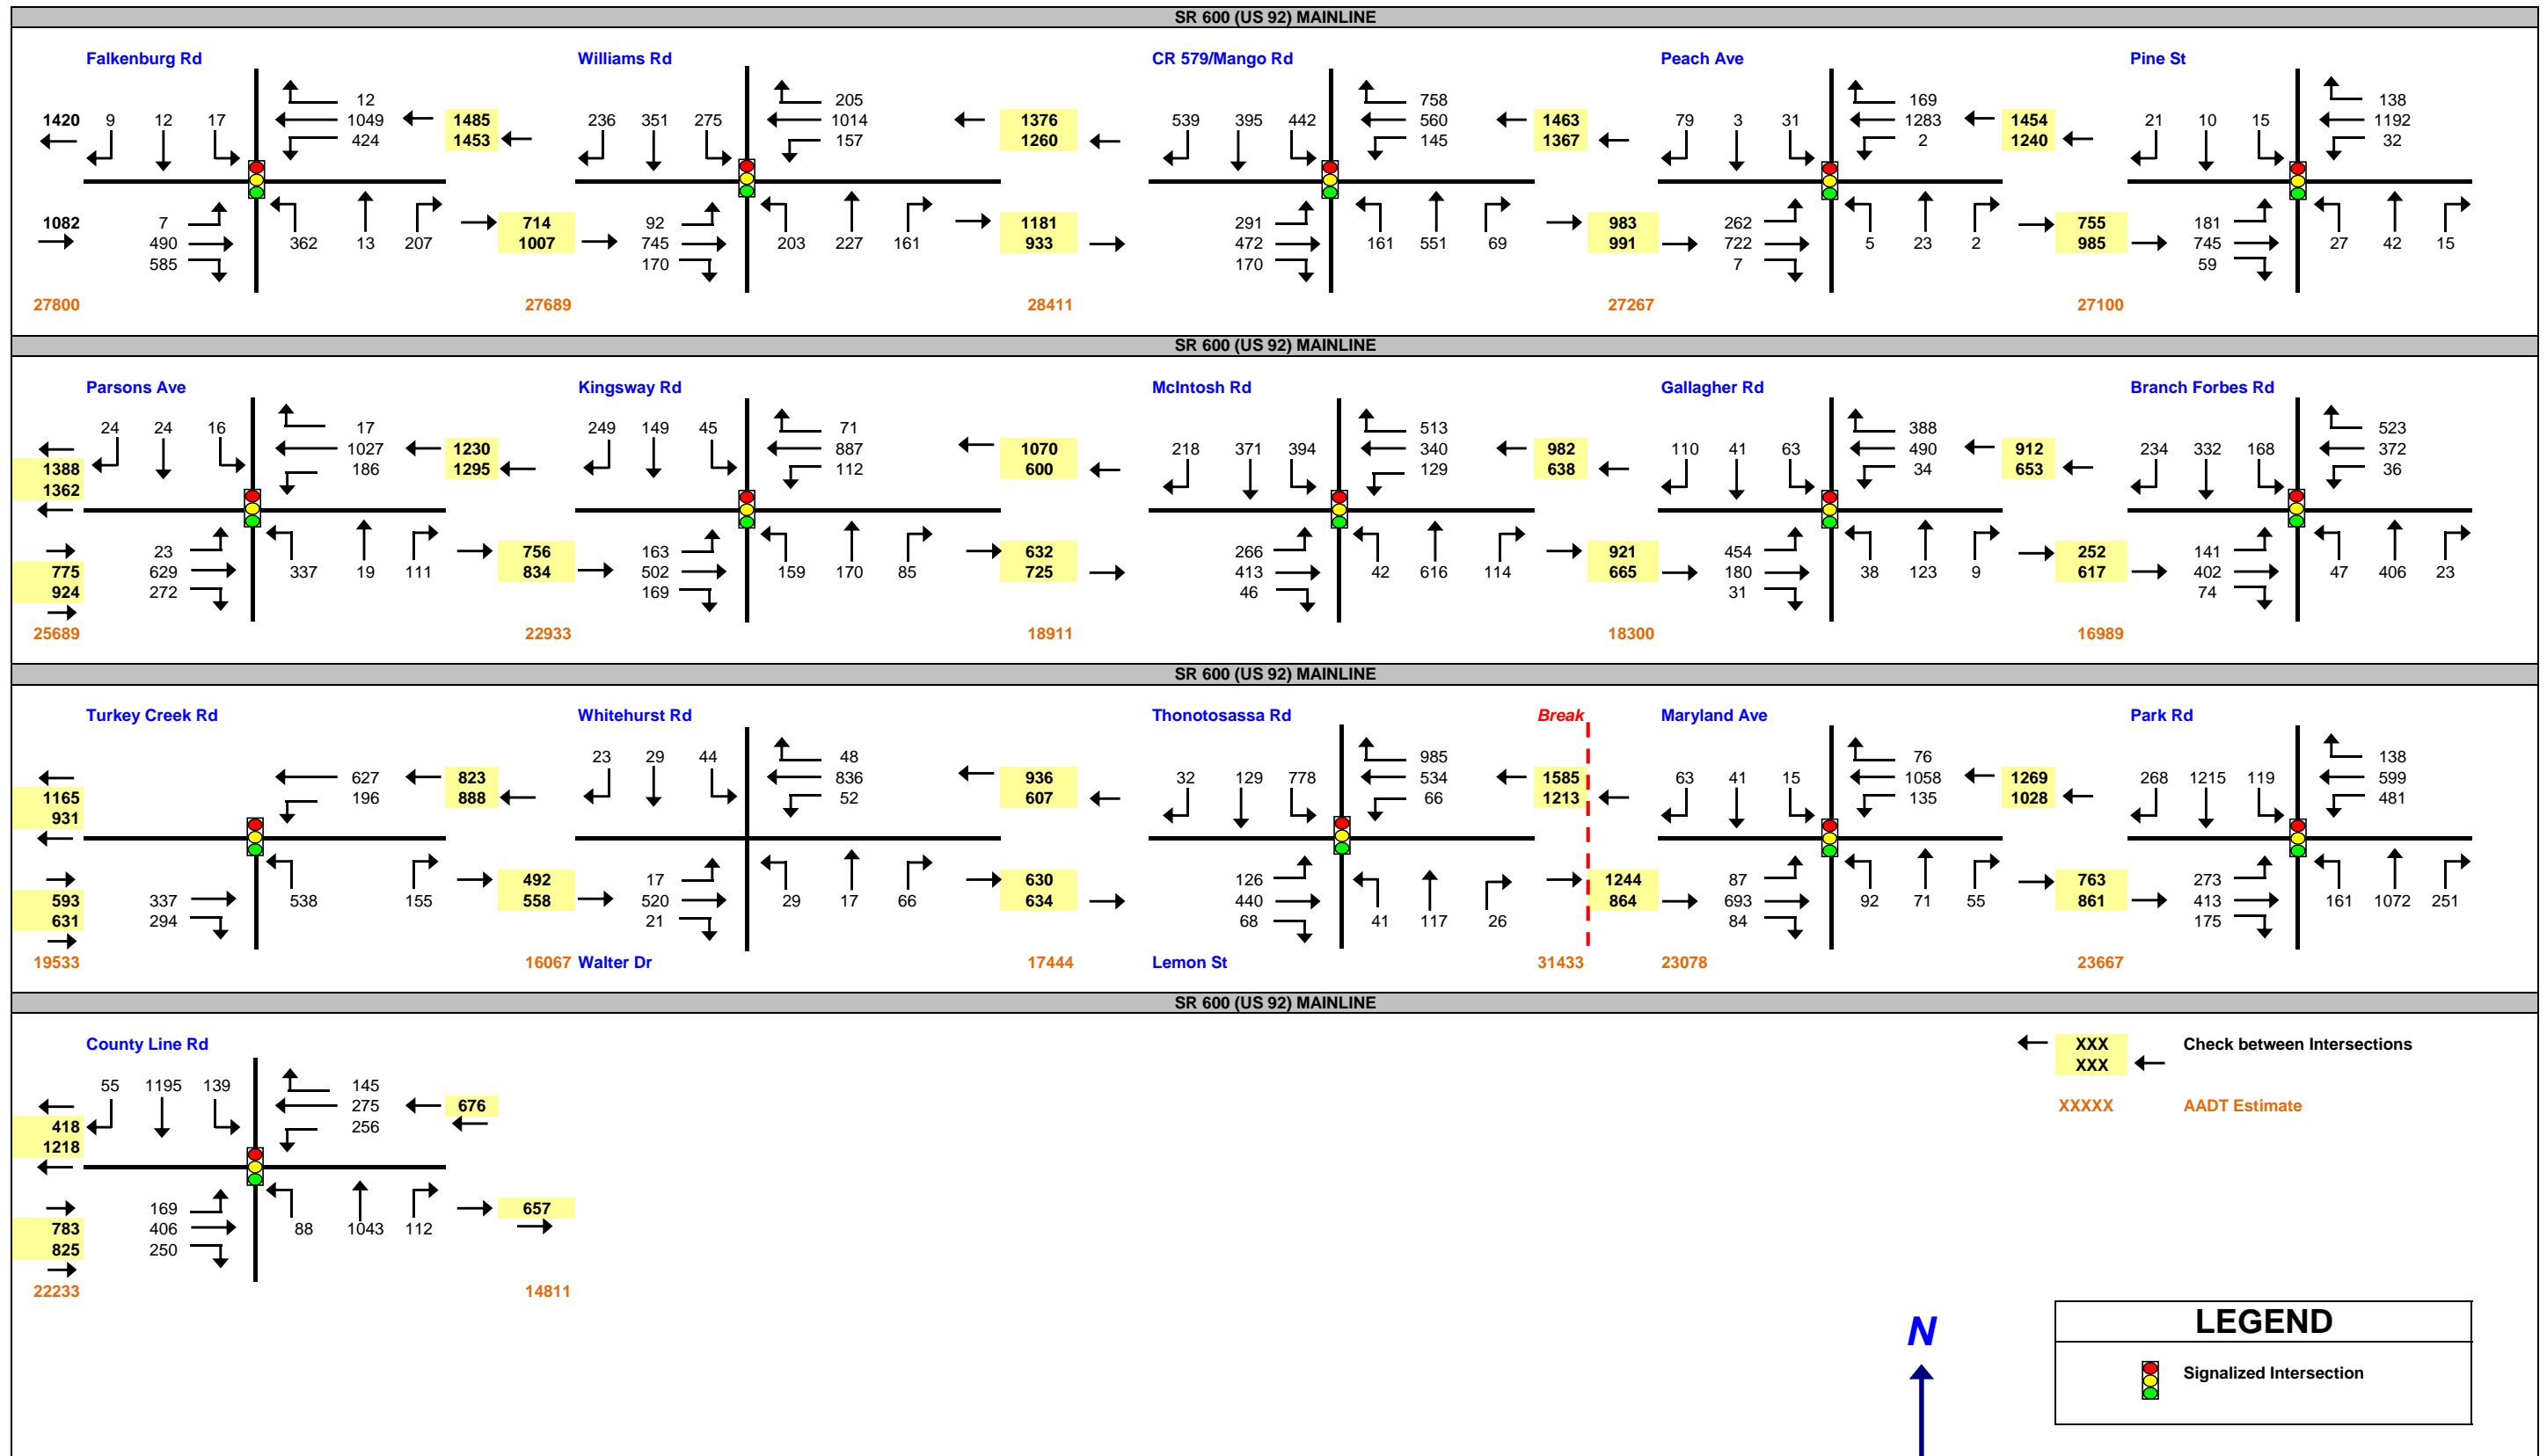 SR 600 (US 92) MAINLINE
Falkenburg Rd Williams Rd CR 579/Mango Rd Peach Ave Pine St
12 205 758 169 138
1420 9 12 17 1049 1485 236 351 275 1014 1376 539 395 442 560 1463 79 3 31 1283 1454 21 10 15 1192
424 1453 157 1260 145 1367 2 1240 32
1082 7 714 92 1181 291 983 262 755 181
490 362 13 207 1007 745 203 227 161 933 472 161 551 69 991 722 5 23 2 985 745 27 42 15
585 170 170 7 59
27800 27689 28411 27267 27100
SR 600 (US 92) MAINLINE
Parsons Ave Kingsway Rd McIntosh Rd Gallagher Rd Branch Forbes Rd
24 24 16 17 249 149 45 71 218 371 394 513 110 41 63 388 234 332 168 523
1027 1230 887 1070 340 982 490 912 372
1388 186 1295 112 600 129 638 34 653 36
1362
23 756 163 632 266 921 454 252 141
775 629 337 19 111 834 502 159 170 85 725 413 42 616 114 665 180 38 123 9 617 402 47 406 23
924 272 169 46 31 74
25689 22933 18911 18300 16989
SR 600 (US 92) MAINLINE
Turkey Creek Rd Whitehurst Rd Thonotosassa Rd Break Maryland Ave Park Rd
23 29 44 48 985 76 138
627 823 836 936 32 129 778 534 1585 63 41 15 1058 1269 268 1215 119 599
1165 196 888 52 607 66 1213 135 1028 481
931
593 492 17 630 126 1244 87 763 273
631 337 538 155 558 520 29 17 66 634 440 41 117 26 864 693 92 71 55 861 413 161 1072 251
294 21 68 84 175
19533 16067 Walter Dr 17444 Lemon St 31433 23078 23667
SR 600 (US 92) MAINLINE
County Line Rd
XXX Check between Intersections
XXX
55 1195 139 145
275 676 XXXXX AADT Estimate
418 256
1218
169 657
783 406 88 1043 112
825 250
22233 14811
LEGEND
N
Signalized Intersection